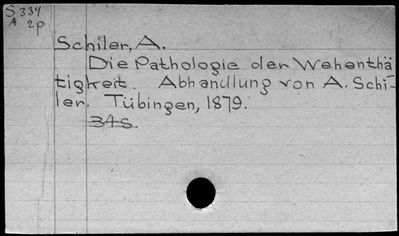 S 334
A 2p
Schiler, A.
Die Pathologie der Wehenthä
tigkeit. Abhandlung von A. Schi-
ler. Tübingen, 1879.
34 S.